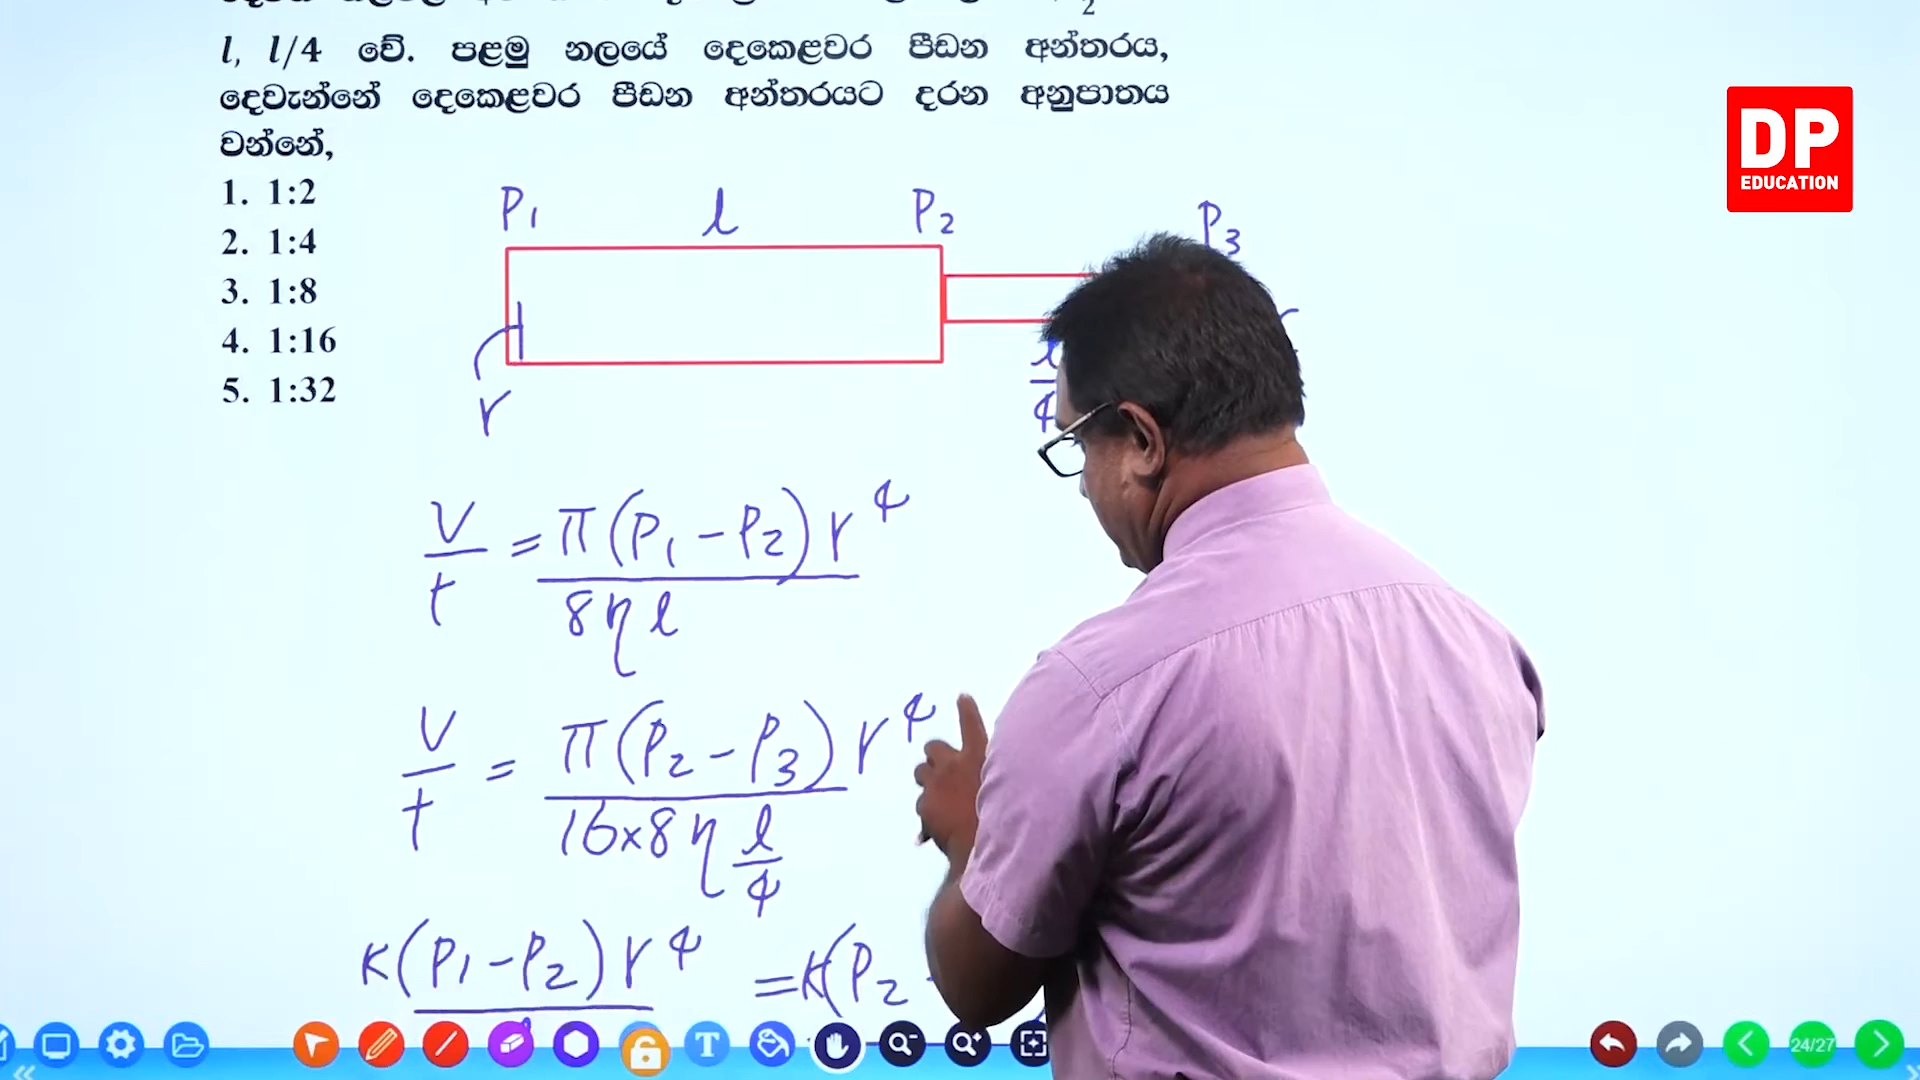 l, l/4 වේ. පළමු නලයේ දෙකෙළවර පීඩන අන්තරය,
දෙවැන්නේ දෙකෙළවර පීඩන අන්තරයට දරන අනුපාතය
වන්නේ,
1. 1:2
2. 1:4
3. 1:8
4. 1:16
5. 1:32
P₁ l P₂ P₃
r
l/4
V/t = π(P₁ - P₂) r⁴ / 8ηl
V/t = π(P₂ - P₃) r⁴ / 16×8η l/4
K(P₁ - P₂) r⁴ = K(P₂
DP
EDUCATION
T
24/27